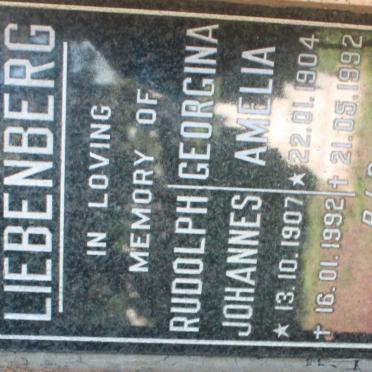 LIEBENBERG
IN LOVING
MEMORY OF
RUDOLPH GEORGINA
JOHANNES AMELIA
★ 13.10.1907 ★ 22.01.1904
✝ 16.01.1992 ✝ 21.05.1992